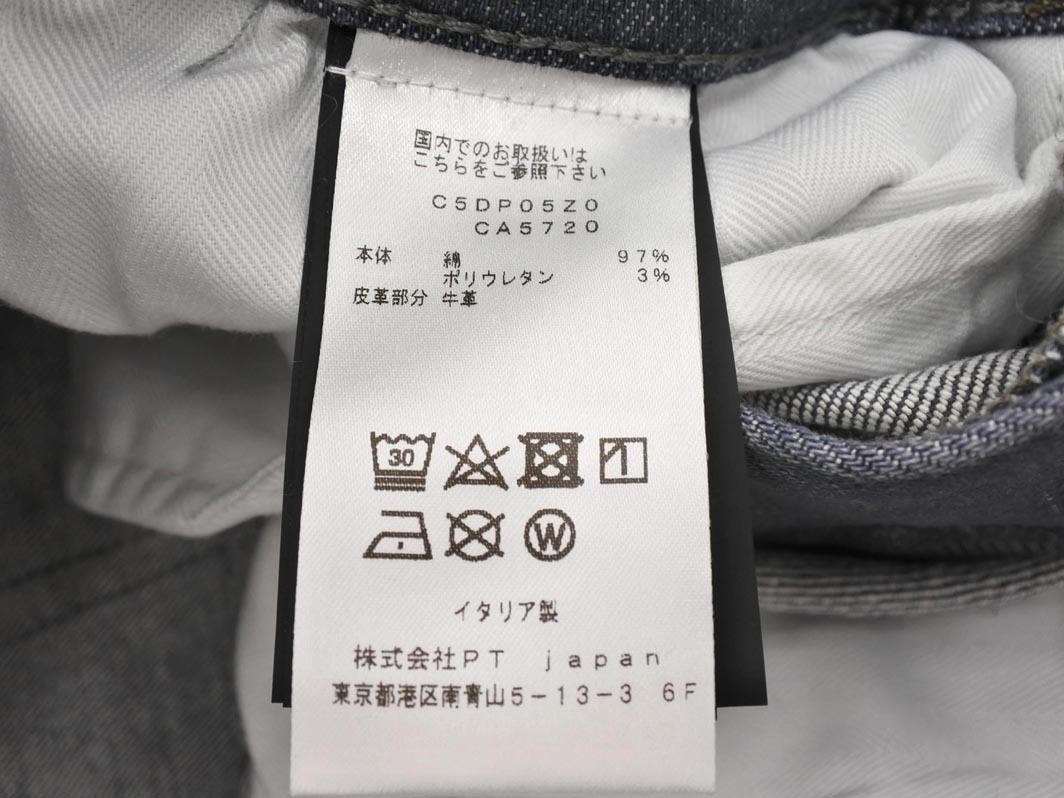 国内でのお取扱いは
こちらをご参照下さい
C5DP05Z0
CA5720
本体 綿 97%
ポリウレタン 3%
皮革部分 牛革
30
W
イタリア製
株式会社PT japan
東京都港区南青山5-13-3 6F